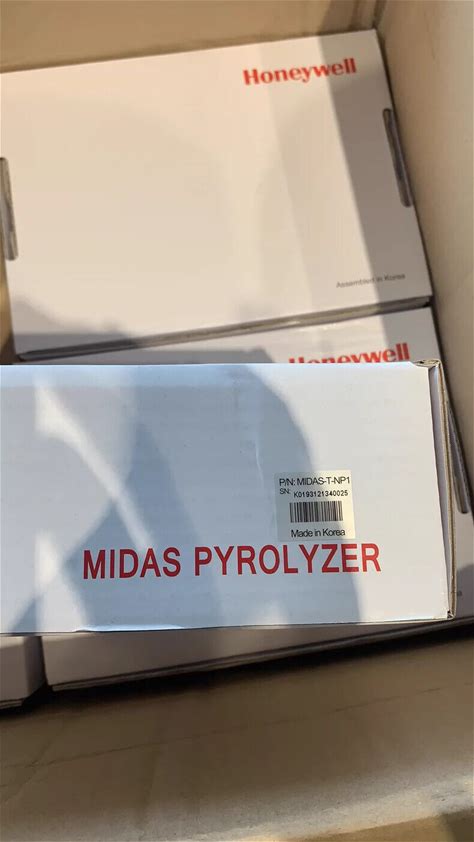 Honeywell
Assembled in Korea
Honeywell
P/N: MIDAS-T-NP1
SN: K0193121340025
Made in Korea
MIDAS PYROLYZER